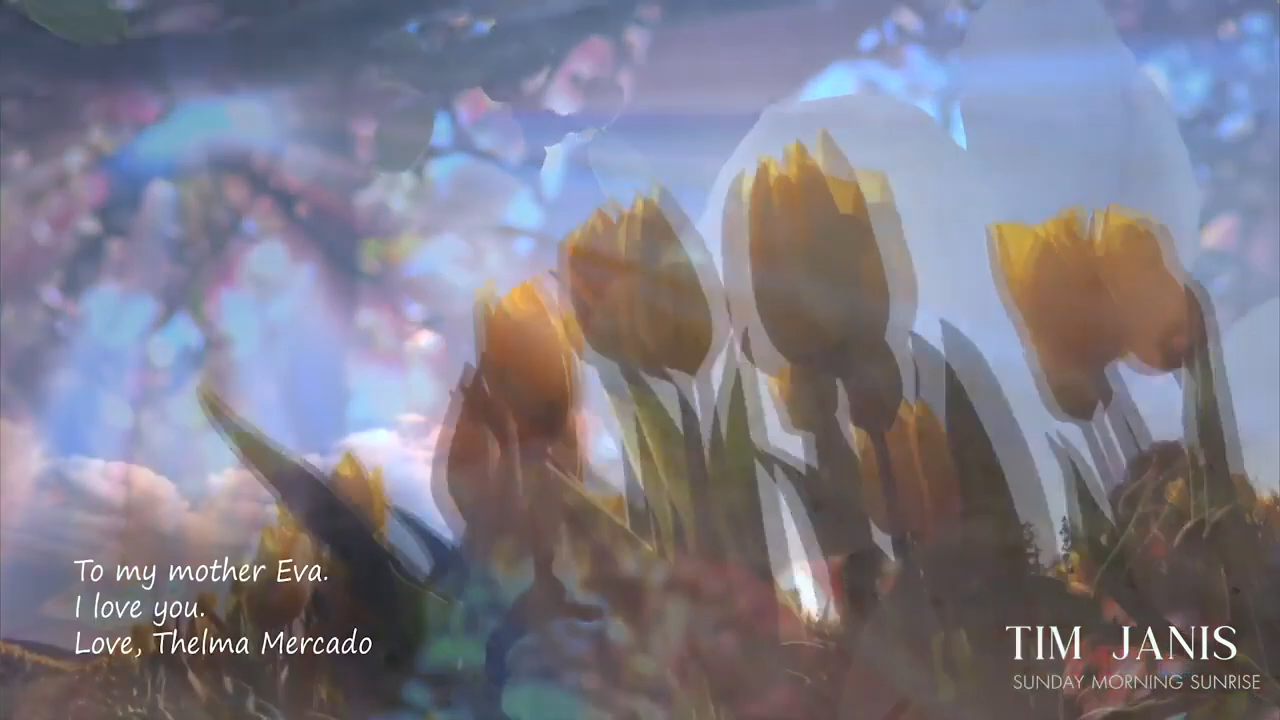 To my mother Eva.
I love you.
Love, Thelma Mercado
TIM JANIS
SUNDAY MORNING SUNRISE